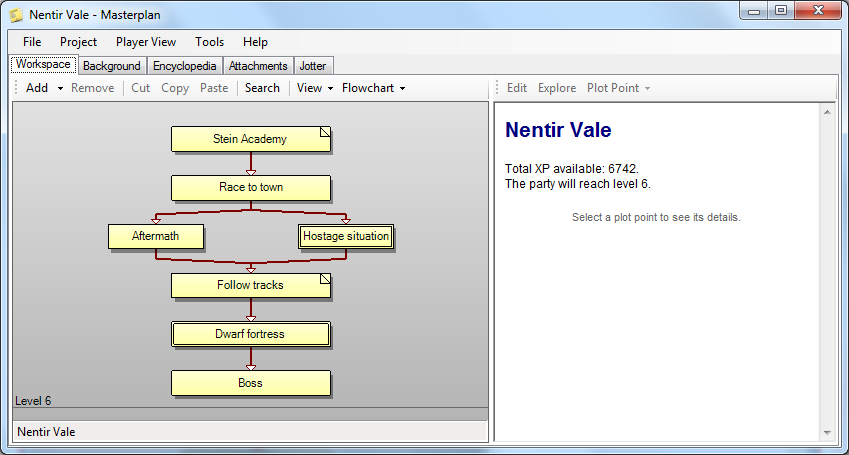 Nentir Vale - Masterplan
File Project Player View Tools Help
Workspace Background Encyclopedia Attachments Jotter
Add Remove Cut Copy Paste Search View Flowchart
Edit Explore Plot Point
Stein Academy
Race to town
Aftermath Hostage situation
Follow tracks
Dwarf fortress
Boss
Level 6
Nentir Vale
Nentir Vale
Total XP available: 6742.
The party will reach level 6.
Select a plot point to see its details.